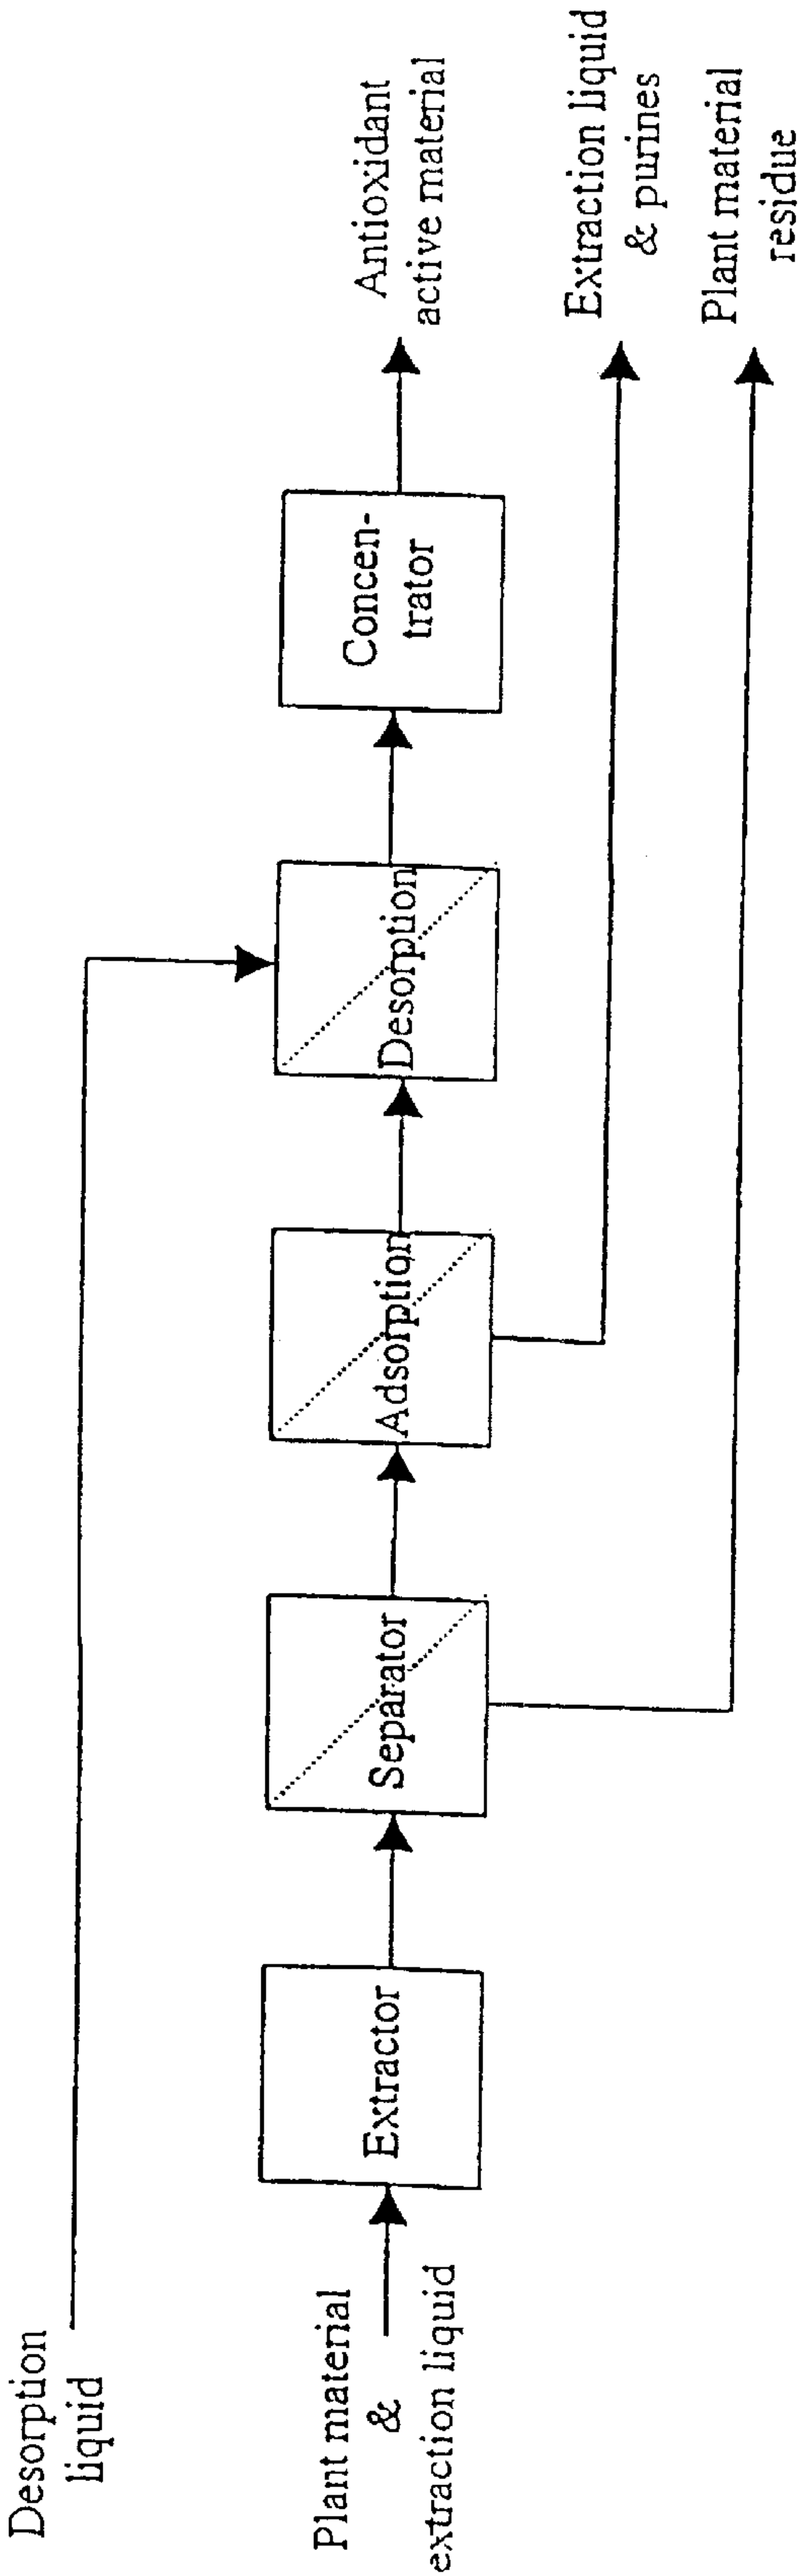 Desorption
liquid
Plant material
&
extraction liquid
Extractor
Separator
Adsorption
Desorption
Concen-
trator
Antioxidant
active material
Extraction liquid
& purines
Plant material
residue